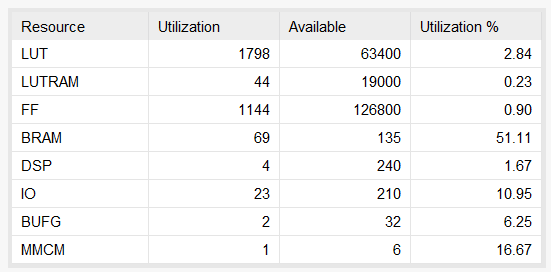 Resource Utilization Available Utilization %
LUT 1798 63400 2.84
LUTRAM 44 19000 0.23
FF 1144 126800 0.90
BRAM 69 135 51.11
DSP 4 240 1.67
IO 23 210 10.95
BUFG 2 32 6.25
MMCM 1 6 16.67